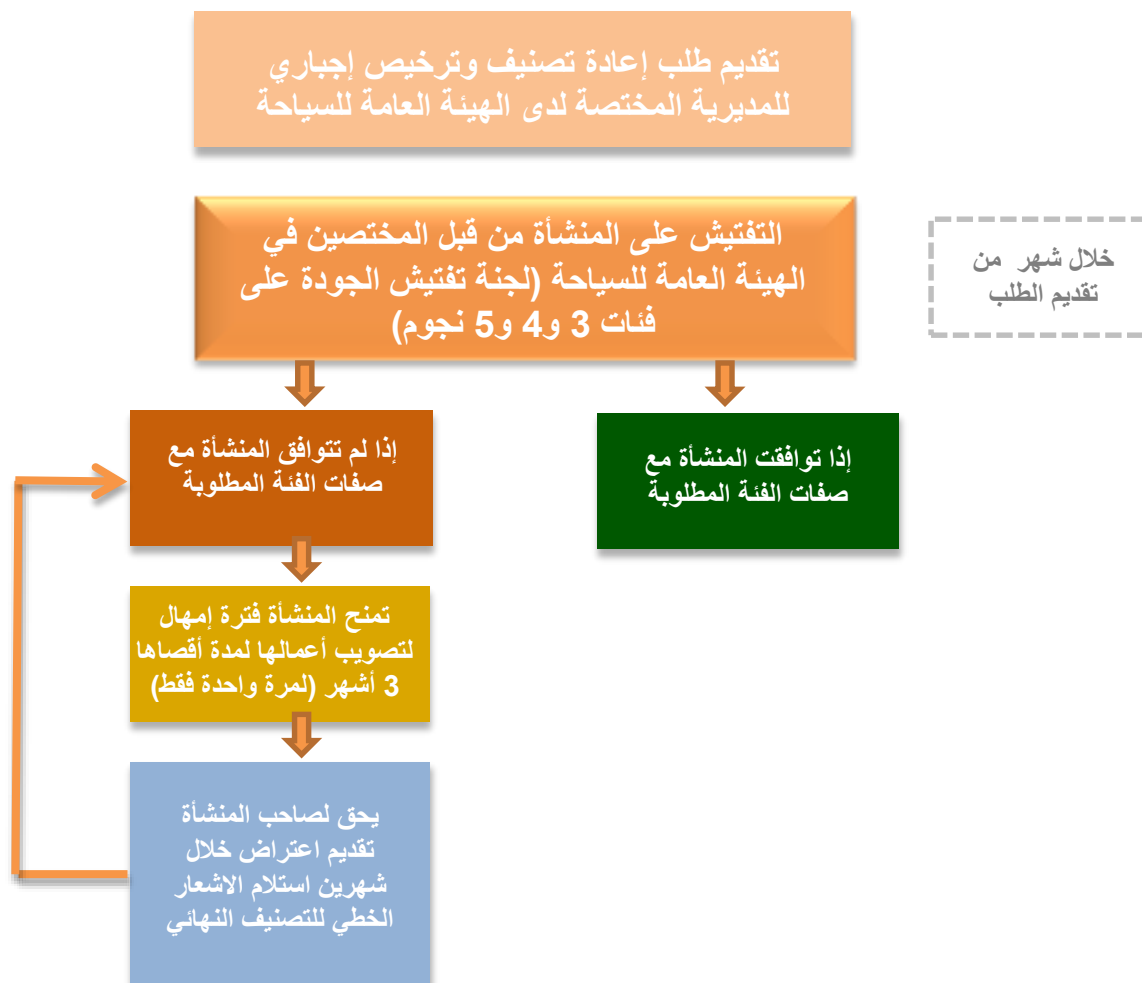 تقديم طلب إعادة تصنيف وترخيص إجباري
للمديرية المختصة لدى الهيئة العامة للسياحة
التفتيش على المنشأة من قبل المختصين في
الهيئة العامة للسياحة (لجنة تفتيش الجودة على
فئات 3 و4 و5 نجوم)
خلال شهر من
تقديم الطلب
إذا توافقت المنشأة مع
صفات الفئة المطلوبة
إذا لم تتوافق المنشأة مع
صفات الفئة المطلوبة
تمنح المنشأة فترة إمهال
لتصويب أعمالها لمدة أقصاها
3 أشهر (لمرة واحدة فقط)
يحق لصاحب المنشأة
تقديم اعتراض خلال
شهرين استلام الاشعار
الخطي للتصنيف النهائي